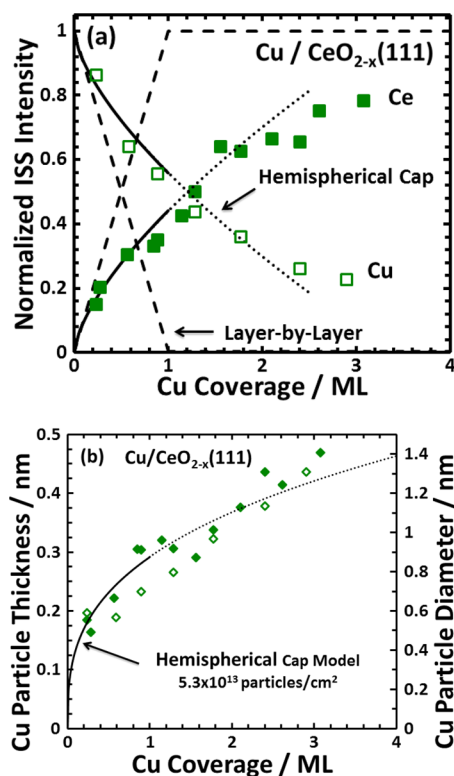 (a)
Cu / CeO2-x(111)
Ce
Hemispherical Cap
Cu
Layer-by-Layer
Normalized ISS Intensity
1
0.8
0.6
0.4
0.2
0
0 1 2 3 4
Cu Coverage / ML
(b) Cu/CeO2-x(111)
Hemispherical Cap Model
5.3x10¹³ particles/cm²
Cu Particle Thickness / nm
0.5
0.4
0.3
0.2
0.1
0
Cu Particle Diameter / nm
1.4
1.2
1
0.8
0.6
0.4
0.2
0
0 1 2 3 4
Cu Coverage / ML